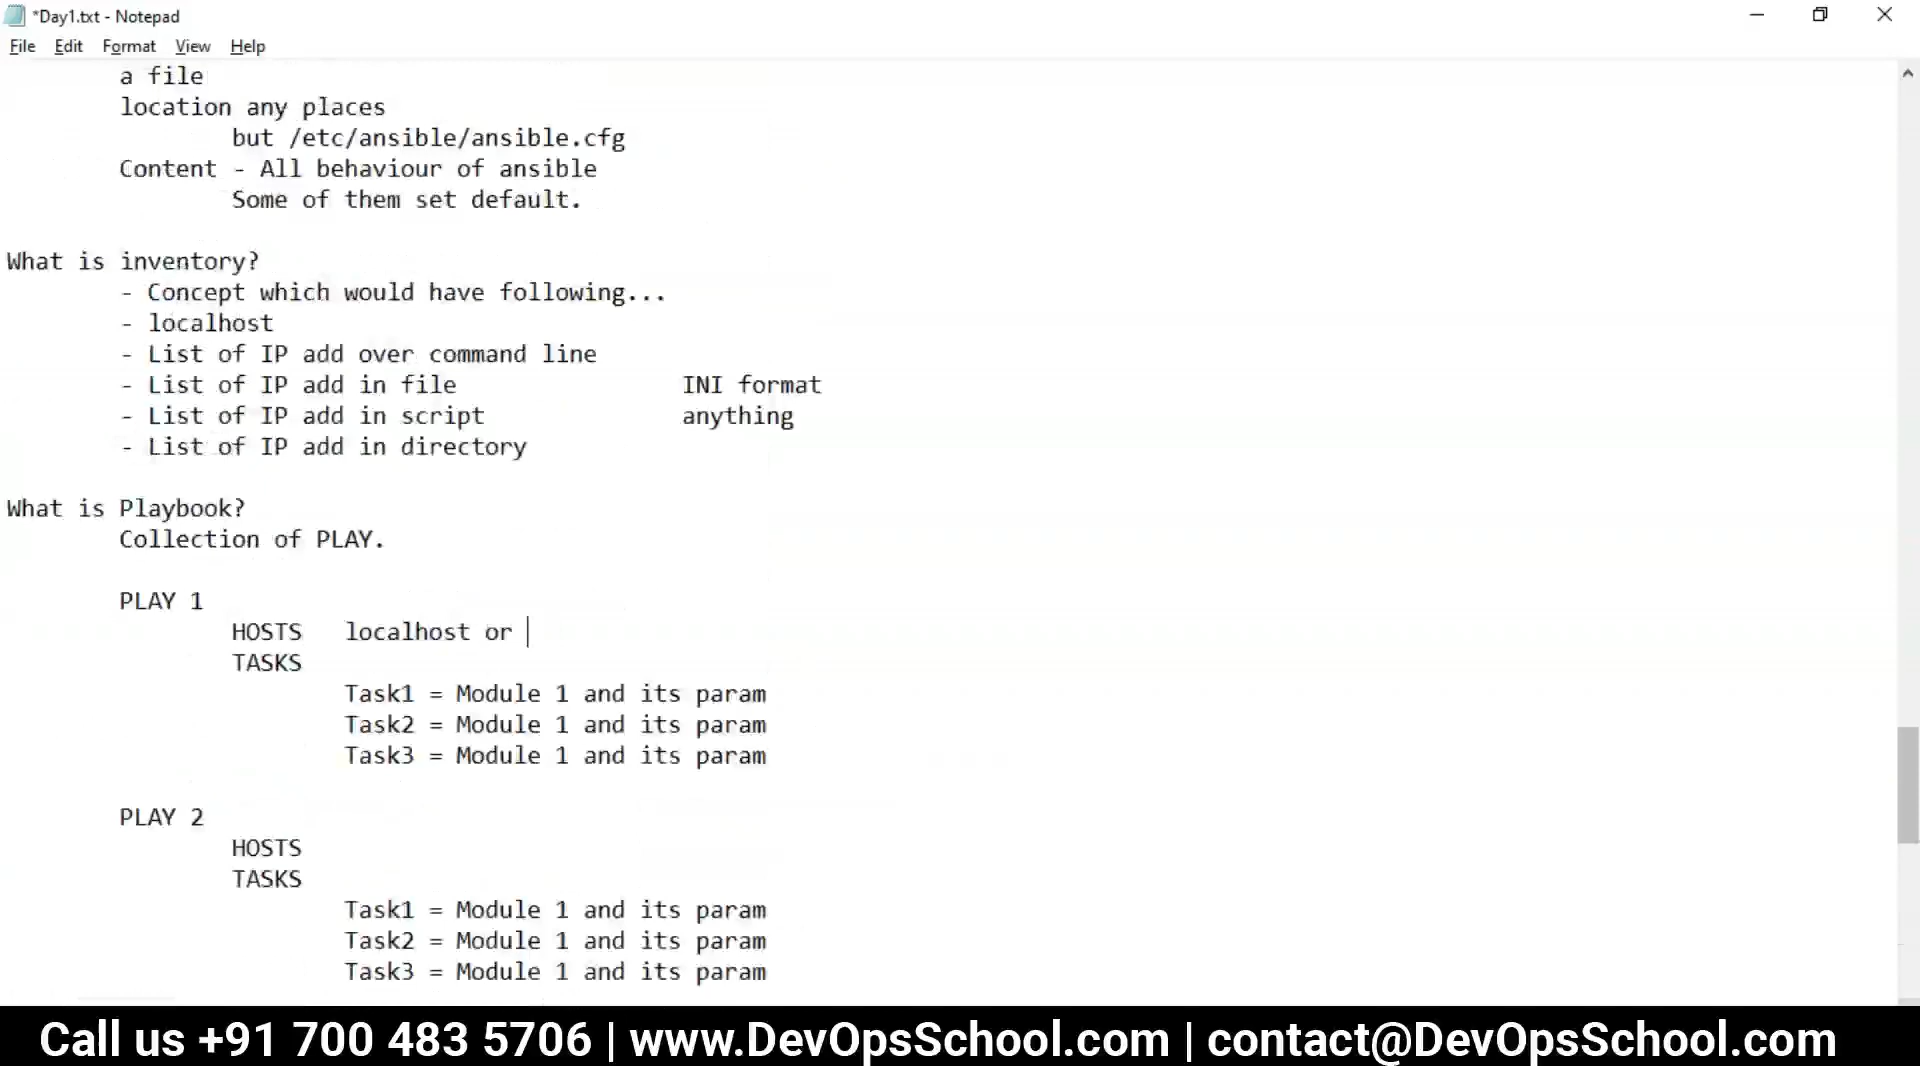 *Day1.txt - Notepad
File Edit Format View Help
a file
location any places
but /etc/ansible/ansible.cfg
Content - All behaviour of ansible
Some of them set default.
What is inventory?
- Concept which would have following...
- localhost
- List of IP add over command line
- List of IP add in file INI format
- List of IP add in script anything
- List of IP add in directory
What is Playbook?
Collection of PLAY.
PLAY 1
HOSTS localhost or
TASKS
Task1 = Module 1 and its param
Task2 = Module 1 and its param
Task3 = Module 1 and its param
PLAY 2
HOSTS
TASKS
Task1 = Module 1 and its param
Task2 = Module 1 and its param
Task3 = Module 1 and its param
Call us +91 700 483 5706 | www.DevOpsSchool.com | contact@DevOpsSchool.com